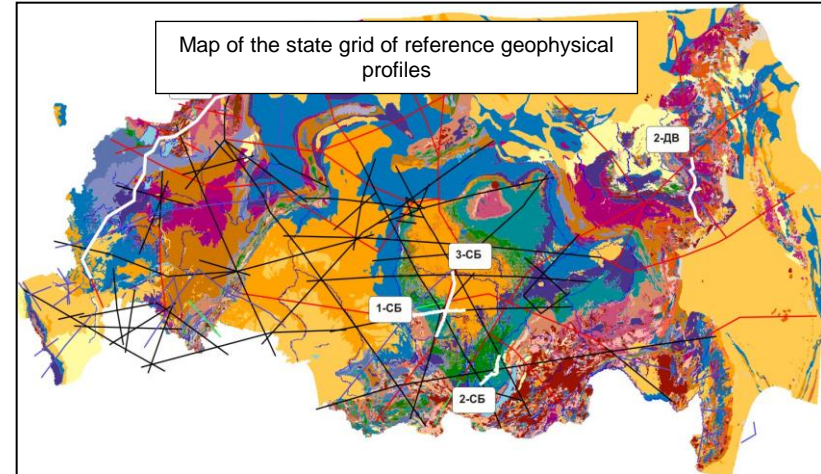 Map of the state grid of reference geophysical
profiles
2-ДВ
3-СБ
1-СБ
2-СБ